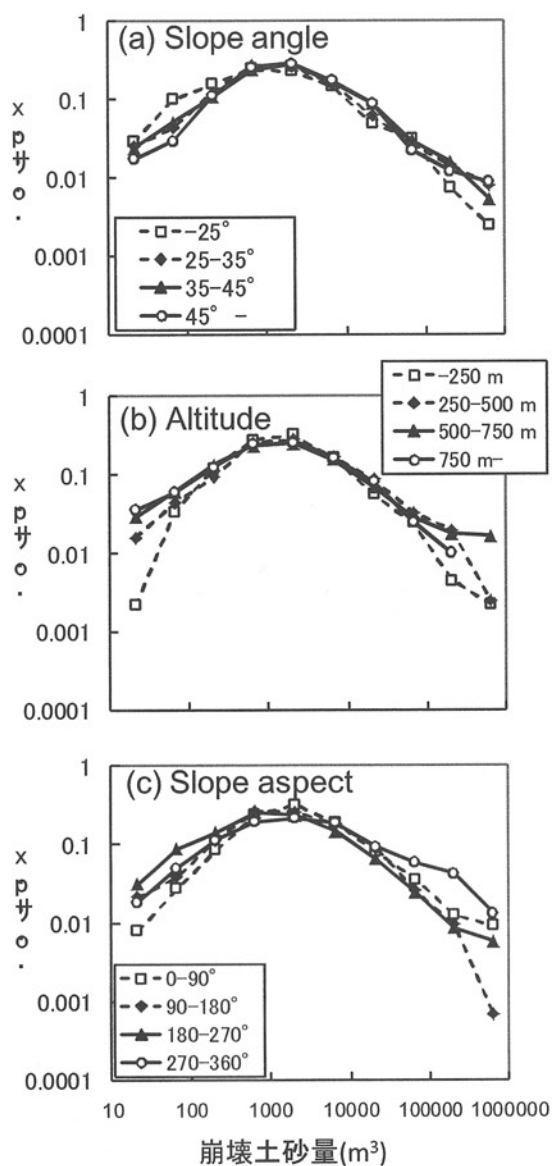 (a) Slope angle
1
0.1
0.01
0.001
0.0001
-25°
25-35°
35-45°
45° -
(b) Altitude
1
0.1
0.01
0.001
0.0001
-250 m
250-500 m
500-750 m
750 m-
(c) Slope aspect
1
0.1
0.01
0.001
0.0001
0-90°
90-180°
180-270°
270-360°
10 100 1000 10000 100000 1000000
崩壊土砂量(m³)